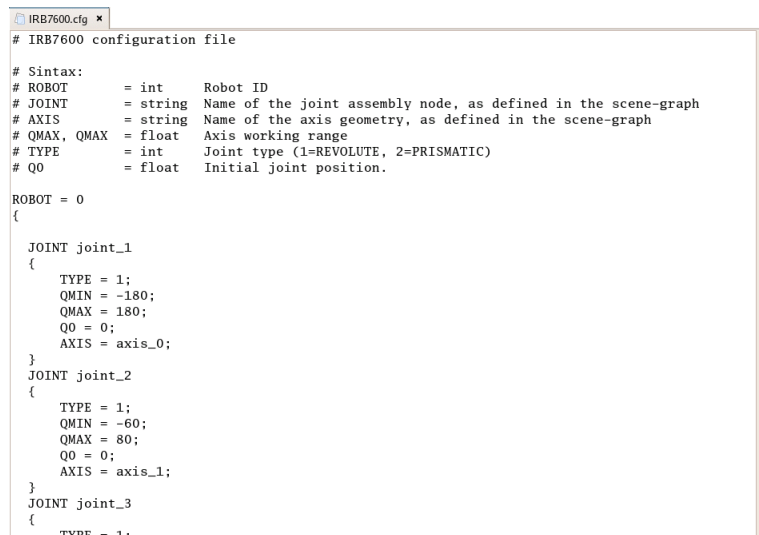 IRB7600.cfg ×
# IRB7600 configuration file
# Sintax:
# ROBOT       = int     Robot ID
# JOINT       = string  Name of the joint assembly node, as defined in the scene-graph
# AXIS        = string  Name of the axis geometry, as defined in the scene-graph
# QMAX, QMAX  = float   Axis working range
# TYPE        = int     Joint type (1=REVOLUTE, 2=PRISMATIC)
# Q0          = float   Initial joint position.
ROBOT = 0
{
  JOINT joint_1
  {
      TYPE = 1;
      QMIN = -180;
      QMAX = 180;
      Q0 = 0;
      AXIS = axis_0;
  }
  JOINT joint_2
  {
      TYPE = 1;
      QMIN = -60;
      QMAX = 80;
      Q0 = 0;
      AXIS = axis_1;
  }
  JOINT joint_3
  {
      TYPE = 1;